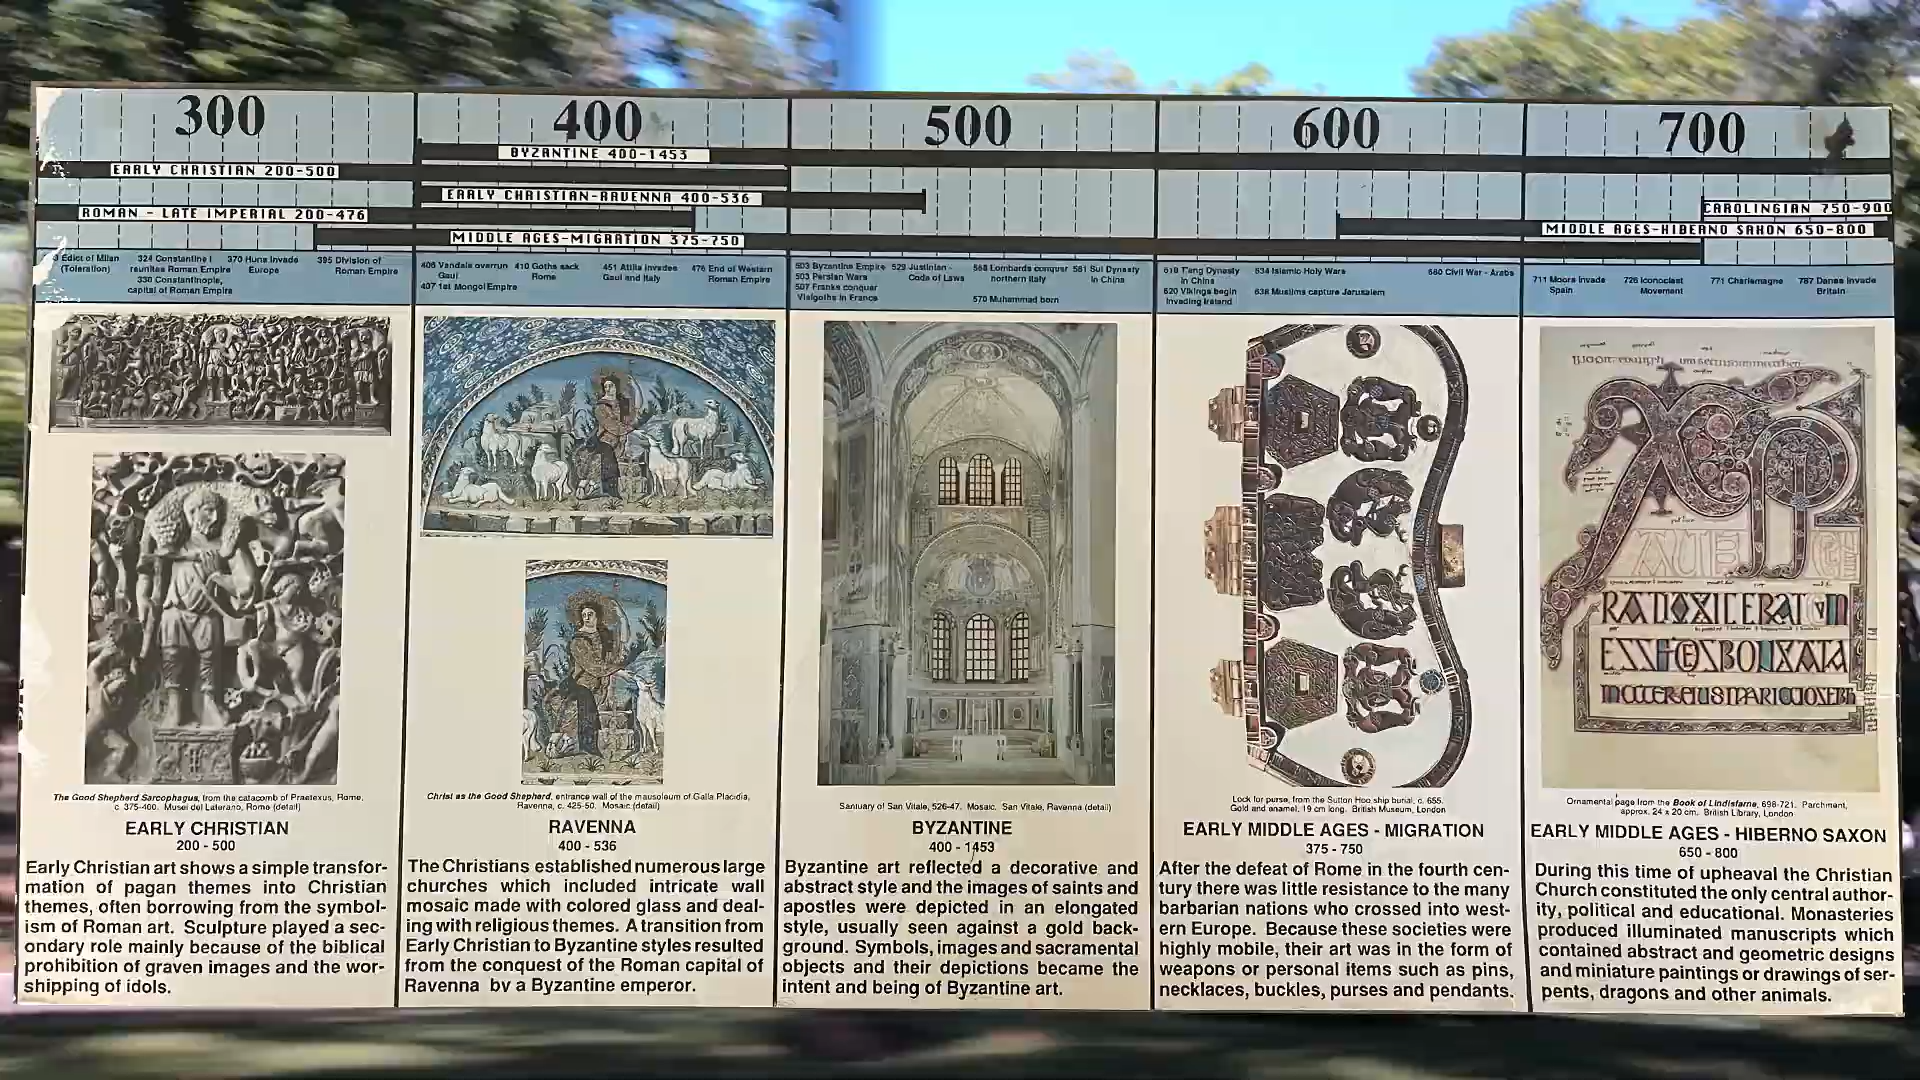 300
400
500
600
700
BYZANTINE 400-1453
EARLY CHRISTIAN 200-500
EARLY CHRISTIAN-RAVENNA 400-536
ROMAN - LATE IMPERIAL 200-476
CAROLINGIAN 750-900
MIDDLE AGES-HIBERNO SAXON 650-800
MIDDLE AGES-MIGRATION 375-750
Edict of Milan
(Toleration)
324 Constantine I
reunites Roman Empire
330 Constantinople,
capital of Roman Empire
370 Huns invade
Europe
395 Division of
Roman Empire
406 Vandals overrun
Gaul
407 1st Mongol Empire
410 Goths sack
Rome
451 Attila invades
Gaul and Italy
476 End of Western
Roman Empire
503 Byzantine Empire
503 Persian Wars
507 Franks conquer
Visigoths in France
529 Justinian -
Code of Laws
568 Lombards conquer
northern Italy
570 Muhammad born
581 Sui Dynasty
in China
618 T'ang Dynasty
in China
620 Vikings begin
invading Ireland
634 Islamic Holy Wars
638 Muslims capture Jerusalem
680 Civil War - Arabs
711 Moors invade
Spain
726 Iconoclast
Movement
771 Charlemagne
787 Danes invade
Britain
The Good Shepherd Sarcophagus, from the catacomb of Praetexus, Rome,
c. 375-400. Musei del Laterano, Rome (detail)
EARLY CHRISTIAN
200 - 500
Early Christian art shows a simple transfor-
mation of pagan themes into Christian
themes, often borrowing from the symbol-
ism of Roman art. Sculpture played a sec-
ondary role mainly because of the biblical
prohibition of graven images and the wor-
shipping of idols.
Christ as the Good Shepherd, entrance wall of the mausoleum of Galla Placidia,
Ravenna, c. 425-50. Mosaic (detail)
RAVENNA
400 - 536
The Christians established numerous large
churches which included intricate wall
mosaic made with colored glass and deal-
ing with religious themes. A transition from
Early Christian to Byzantine styles resulted
from the conquest of the Roman capital of
Ravenna by a Byzantine emperor.
Santuary of San Vitale, 526-47. Mosaic. San Vitale, Ravenna (detail)
BYZANTINE
400 - 1453
Byzantine art reflected a decorative and
abstract style and the images of saints and
apostles were depicted in an elongated
style, usually seen against a gold back-
ground. Symbols, images and sacramental
objects and their depictions became the
intent and being of Byzantine art.
Lock for purse, from the Sutton Hoo ship burial, c. 655.
Gold and enamel, 19 cm long. British Museum, London
EARLY MIDDLE AGES - MIGRATION
375 - 750
After the defeat of Rome in the fourth cen-
tury there was little resistance to the many
barbarian nations who crossed into west-
ern Europe. Because these societies were
highly mobile, their art was in the form of
weapons or personal items such as pins,
necklaces, buckles, purses and pendants.
Ornamental page from the Book of Lindisfarne, 698-721. Parchment,
approx. 24 x 20 cm. British Library, London
EARLY MIDDLE AGES - HIBERNO SAXON
650 - 800
During this time of upheaval the Christian
Church constituted the only central author-
ity, political and educational. Monasteries
produced illuminated manuscripts which
contained abstract and geometric designs
and miniature paintings or drawings of ser-
pents, dragons and other animals.